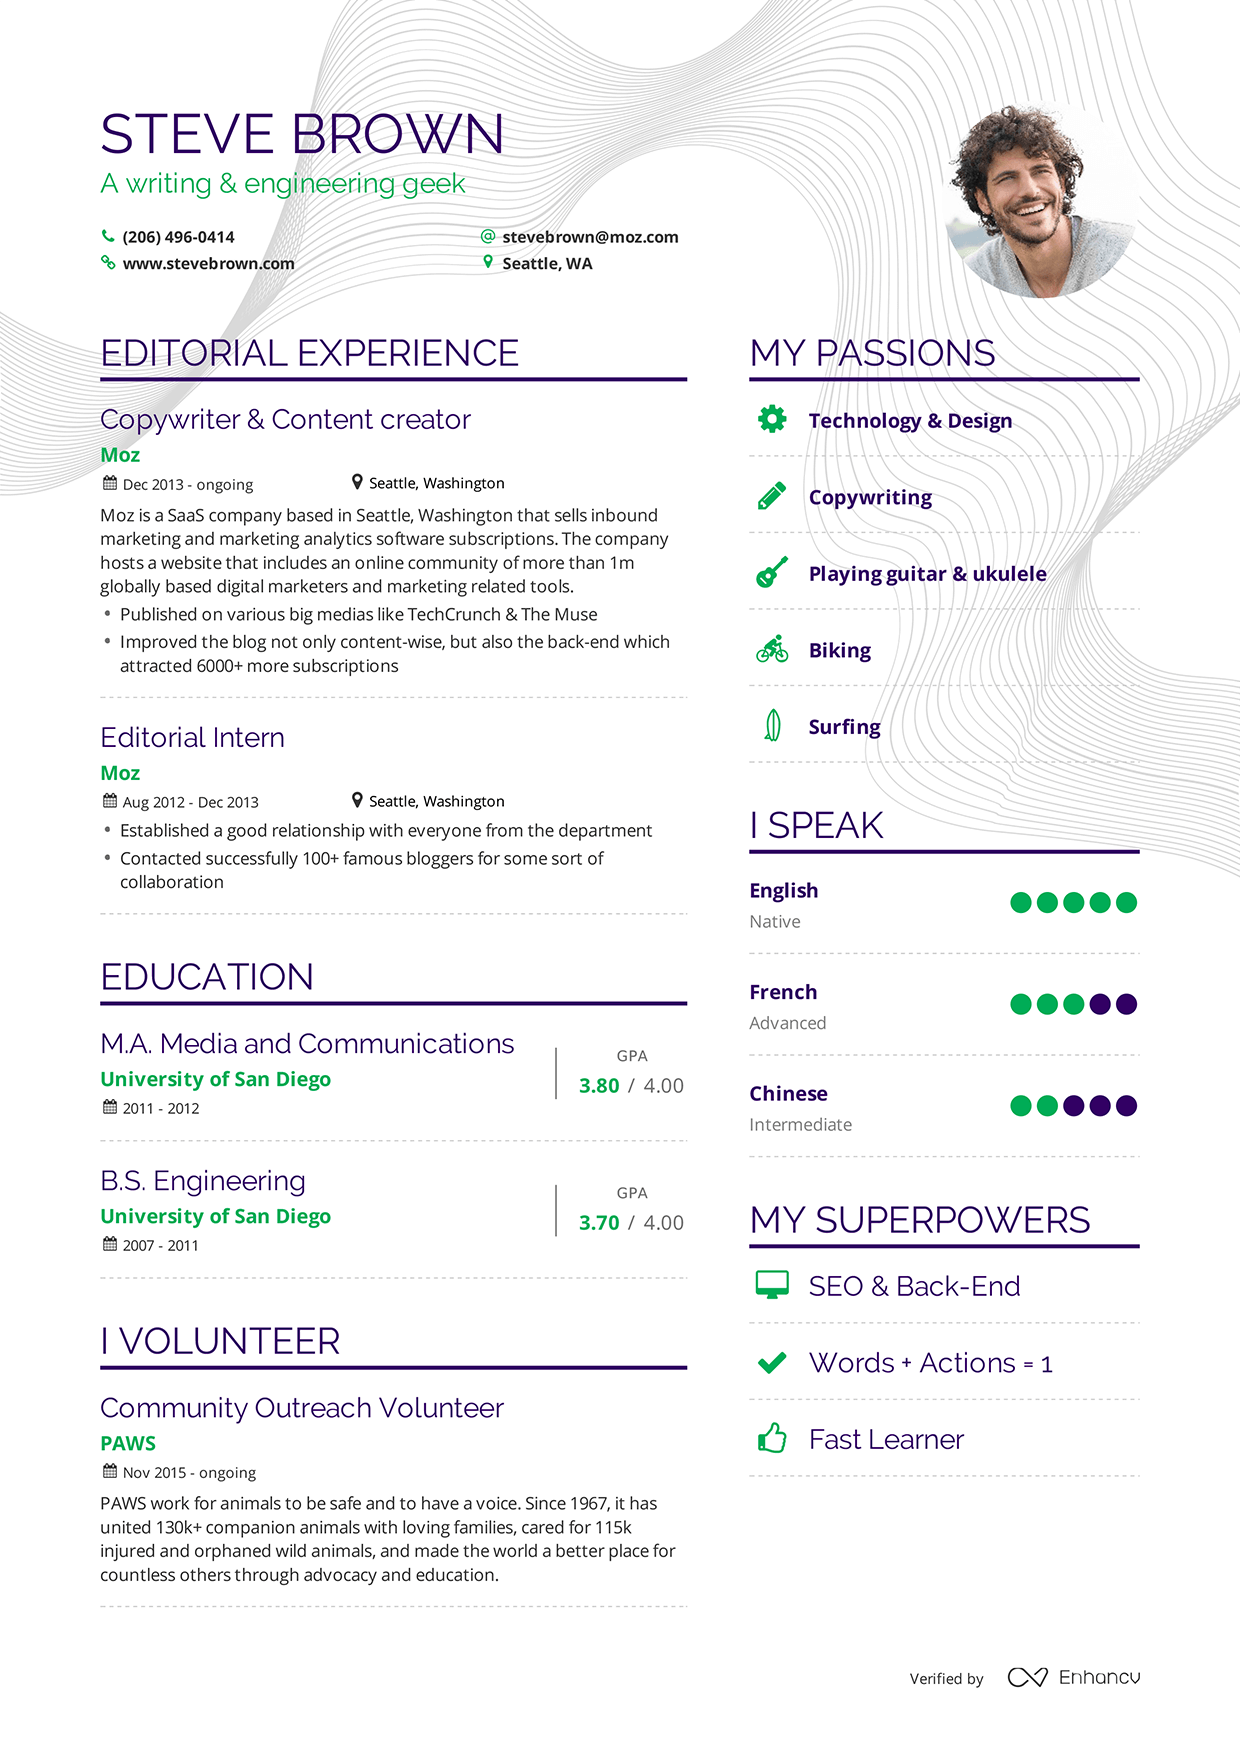 STEVE BROWN
A writing & engineering geek
(206) 496-0414
@ stevebrown@moz.com
www.stevebrown.com
Seattle, WA
EDITORIAL EXPERIENCE
Copywriter & Content creator
Moz
Dec 2013 - ongoing
Seattle, Washington
Moz is a SaaS company based in Seattle, Washington that sells inbound
marketing and marketing analytics software subscriptions. The company
hosts a website that includes an online community of more than 1m
globally based digital marketers and marketing related tools.
• Published on various big medias like TechCrunch & The Muse
• Improved the blog not only content-wise, but also the back-end which
attracted 6000+ more subscriptions
Editorial Intern
Moz
Aug 2012 - Dec 2013
Seattle, Washington
• Established a good relationship with everyone from the department
• Contacted successfully 100+ famous bloggers for some sort of
collaboration
EDUCATION
M.A. Media and Communications
University of San Diego
2011 - 2012
GPA
3.80 / 4.00
B.S. Engineering
University of San Diego
2007 - 2011
GPA
3.70 / 4.00
I VOLUNTEER
Community Outreach Volunteer
PAWS
Nov 2015 - ongoing
PAWS work for animals to be safe and to have a voice. Since 1967, it has
united 130k+ companion animals with loving families, cared for 115k
injured and orphaned wild animals, and made the world a better place for
countless others through advocacy and education.
MY PASSIONS
Technology & Design
Copywriting
Playing guitar & ukulele
Biking
Surfing
I SPEAK
English
Native
French
Advanced
Chinese
Intermediate
MY SUPERPOWERS
SEO & Back-End
Words + Actions = 1
Fast Learner
Verified by Enhancv